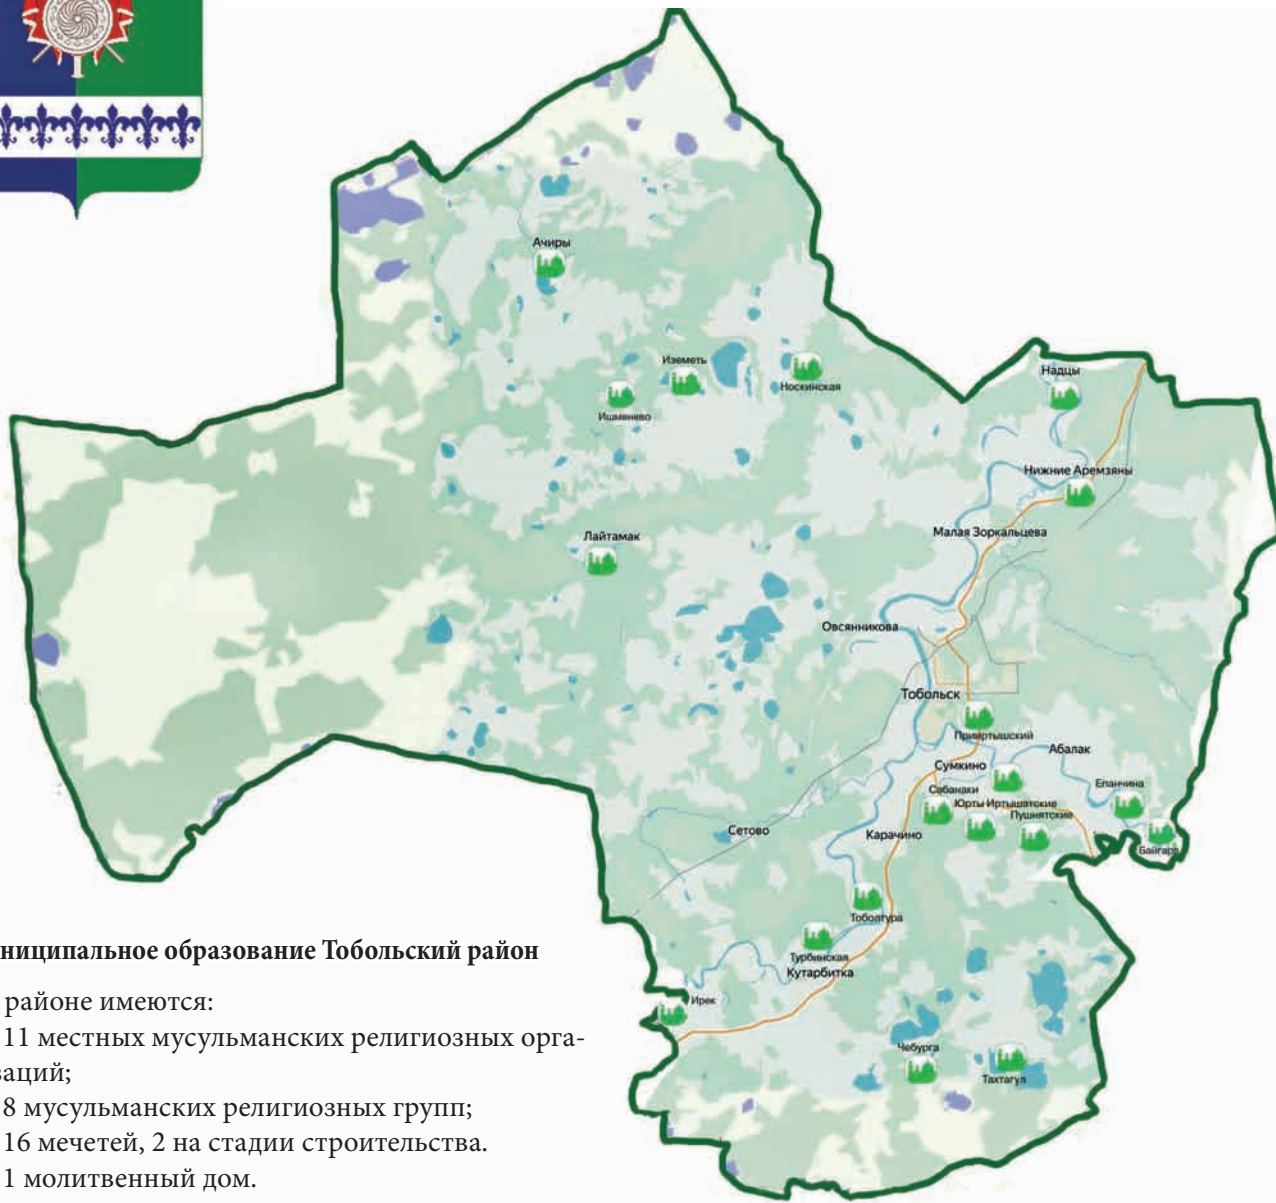 Ачиры
Иземеть
Носкинская
Ишменево
Надцы
Нижние Аремзяны
Лайтамак
Малая Зоркальцева
Овсянникова
Тобольск
Прииртышский
Абалак
Сумкино
Епанчина
Сабанаки
Юрты Иртышатские
Пушнятские
Сетово
Карачино
Байгара
Тоболтура
Турбинская
Кутарбитка
Ирек
Чебурга
Тахтагул
ниципальное образование Тобольский район
районе имеются:
11 местных мусульманских религиозных орга-
заций;
8 мусульманских религиозных групп;
16 мечетей, 2 на стадии строительства.
1 молитвенный дом.